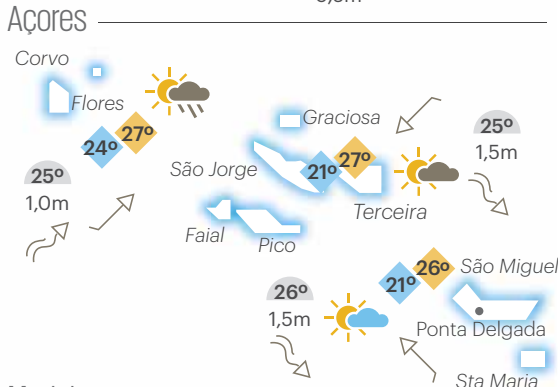 Açores
Corvo
Flores
24º 27º
25º
1,0m
Graciosa
São Jorge
21º 27º
Terceira
Faial
Pico
25º
1,5m
21º 26º
São Miguel
26º
1,5m
Ponta Delgada
Sta Maria